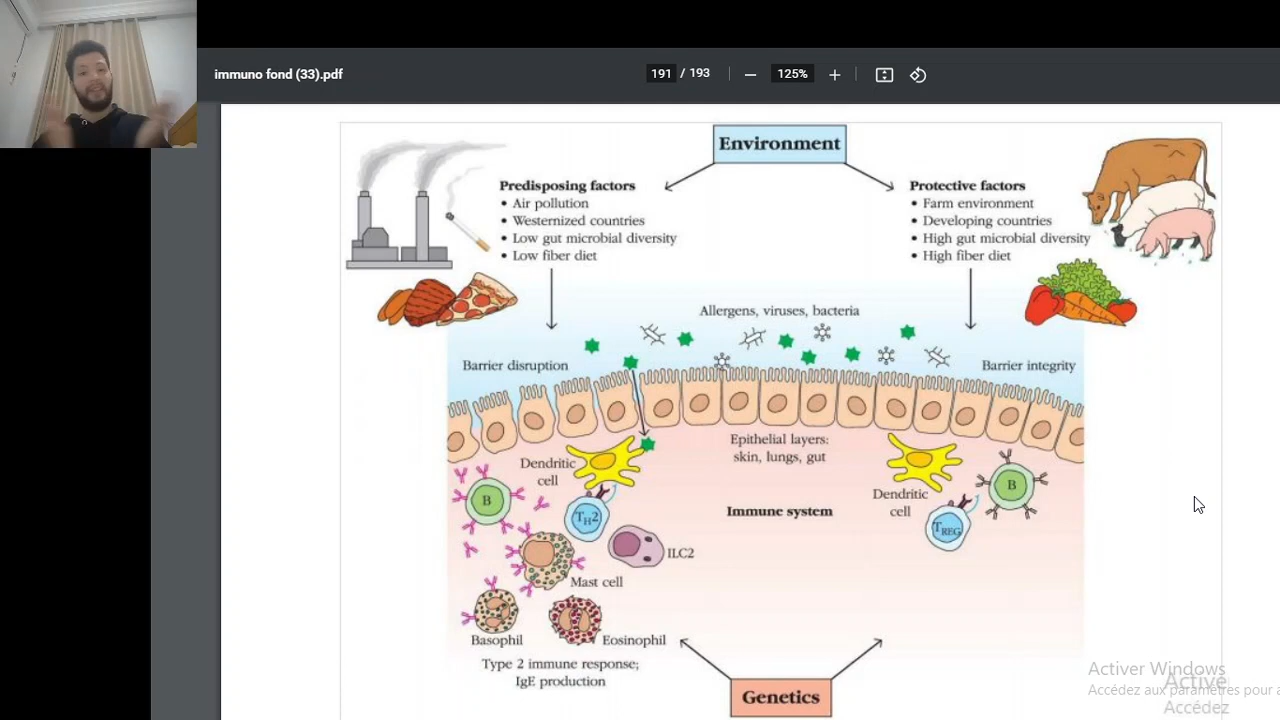 immuno fond (33).pdf
191 / 193
125%
Environment
Predisposing factors
• Air pollution
• Westernized countries
• Low gut microbial diversity
• Low fiber diet
Protective factors
• Farm environment
• Developing countries
• High gut microbial diversity
• High fiber diet
Allergens, viruses, bacteria
Barrier disruption
Barrier integrity
Epithelial layers:
skin, lungs, gut
Dendritic
cell
B
TH2
ILC2
Mast cell
Basophil
Eosinophil
Type 2 immune response;
IgE production
Immune system
Dendritic
cell
B
TREG
Genetics
Activer Windows
Accédez aux paramètres pour a
Active
Accédez